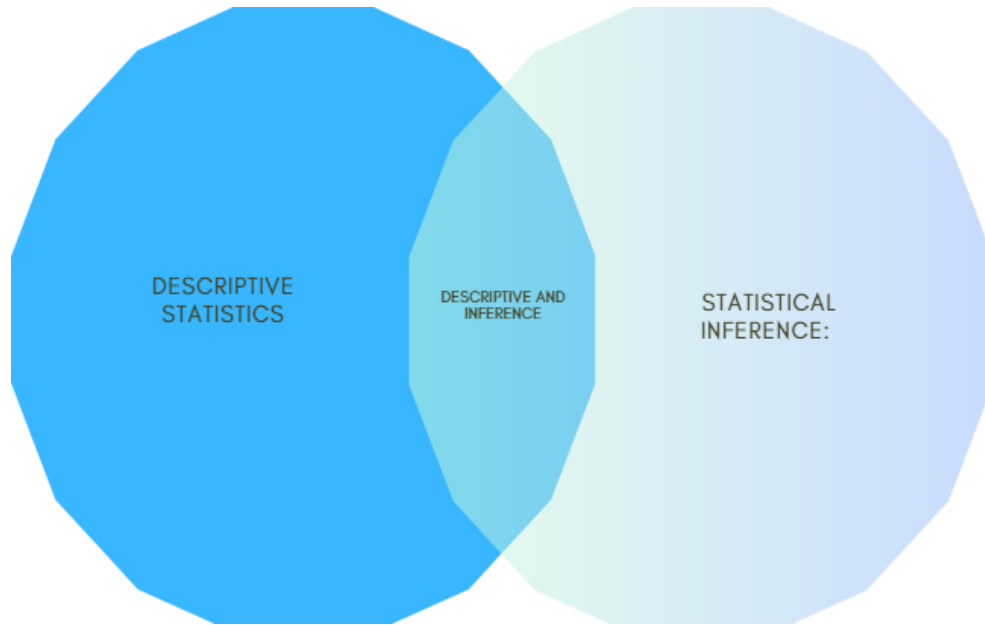 DESCRIPTIVE
STATISTICS
DESCRIPTIVE AND
INFERENCE
STATISTICAL
INFERENCE: